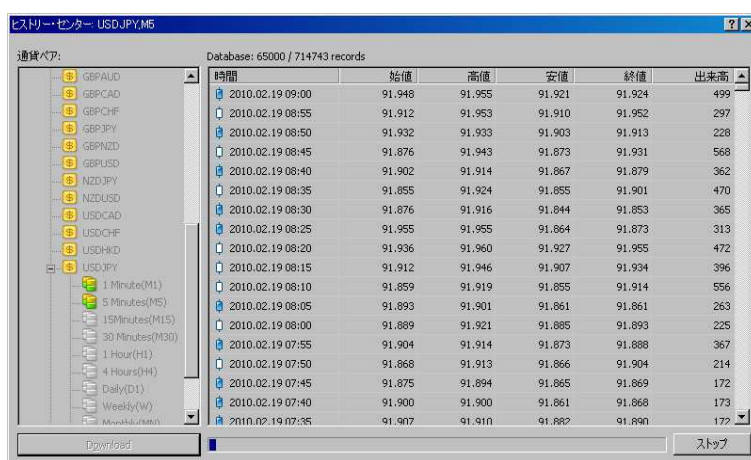 ヒストリー・センター: USDJPY,M5
通貨ペア:
Database: 65000 / 714743 records
GBPAUD
GBPCAD
GBPCHF
GBPJPY
GBPNZD
GBPUSD
NZDJPY
NZDUSD
USDCAD
USDCHF
USDHKD
USDJPY
1 Minute(M1)
5 Minutes(M5)
15Minutes(M15)
30 Minutes(M30)
1 Hour(H1)
4 Hours(H4)
Daily(D1)
Weekly(W)
Monthly(MN)
時間 始値 高値 安値 終値 出来高
2010.02.19 09:00 91.948 91.955 91.921 91.924 499
2010.02.19 08:55 91.912 91.953 91.910 91.952 297
2010.02.19 08:50 91.932 91.933 91.903 91.913 228
2010.02.19 08:45 91.876 91.943 91.873 91.931 568
2010.02.19 08:40 91.902 91.914 91.867 91.879 362
2010.02.19 08:35 91.855 91.924 91.855 91.901 470
2010.02.19 08:30 91.876 91.916 91.844 91.853 365
2010.02.19 08:25 91.955 91.955 91.864 91.873 313
2010.02.19 08:20 91.936 91.960 91.927 91.955 472
2010.02.19 08:15 91.912 91.946 91.907 91.934 396
2010.02.19 08:10 91.859 91.919 91.855 91.914 556
2010.02.19 08:05 91.893 91.901 91.861 91.861 263
2010.02.19 08:00 91.889 91.921 91.885 91.893 225
2010.02.19 07:55 91.904 91.914 91.873 91.888 367
2010.02.19 07:50 91.868 91.913 91.866 91.904 214
2010.02.19 07:45 91.875 91.894 91.865 91.869 172
2010.02.19 07:40 91.900 91.900 91.861 91.868 173
2010.02.19 07:35 91.907 91.910 91.882 91.890 172
Download
ストップ